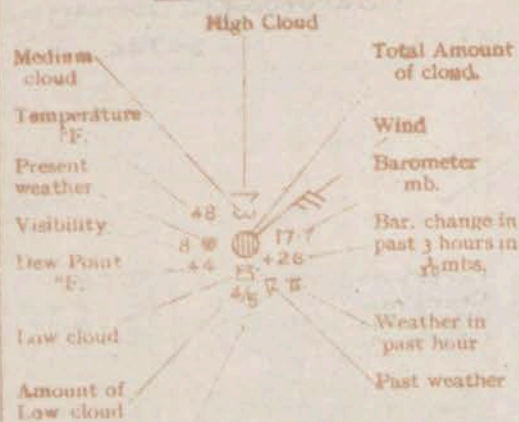 High Cloud
Medium
cloud
Total Amount
of cloud.
Temperature
°F.
Wind
Present
weather
Barometer
mb.
48
Visibility
8
17
Bar. change in
past 3 hours in
mbs.
Dew Point
°F.
44
+26
Low cloud
Weather in
past hour
Amount of
Low cloud
Past weather